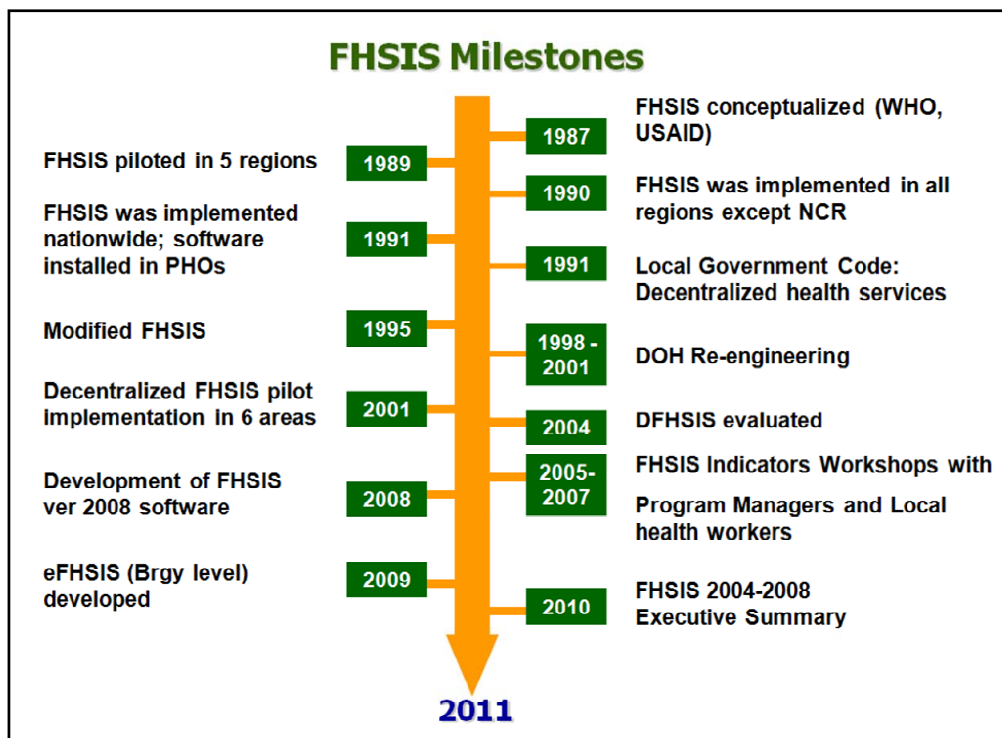 FHSIS Milestones
1987
FHSIS conceptualized (WHO,
USAID)
FHSIS piloted in 5 regions
1989
1990
FHSIS was implemented in all
regions except NCR
FHSIS was implemented
nationwide; software
installed in PHOs
1991
1991
Local Government Code:
Decentralized health services
Modified FHSIS
1995
1998 -
2001
DOH Re-engineering
Decentralized FHSIS pilot
Implementation in 6 areas
2001
2004
DFHSIS evaluated
2005-
2007
FHSIS Indicators Workshops with
Program Managers and Local
health workers
Development of FHSIS
ver 2008 software
2008
eFHSIS (Brgy level)
developed
2009
2010
FHSIS 2004-2008
Executive Summary
2011